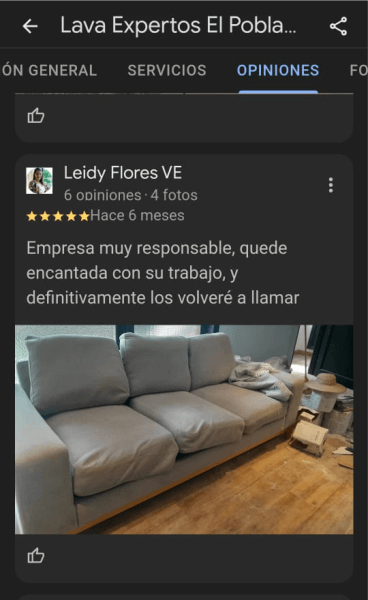 Lava Expertos El Pobla...
ÓN GENERAL SERVICIOS OPINIONES FO
Leidy Flores VE
6 opiniones · 4 fotos
Hace 6 meses
Empresa muy responsable, quede
encantada con su trabajo, y
definitivamente los volveré a llamar